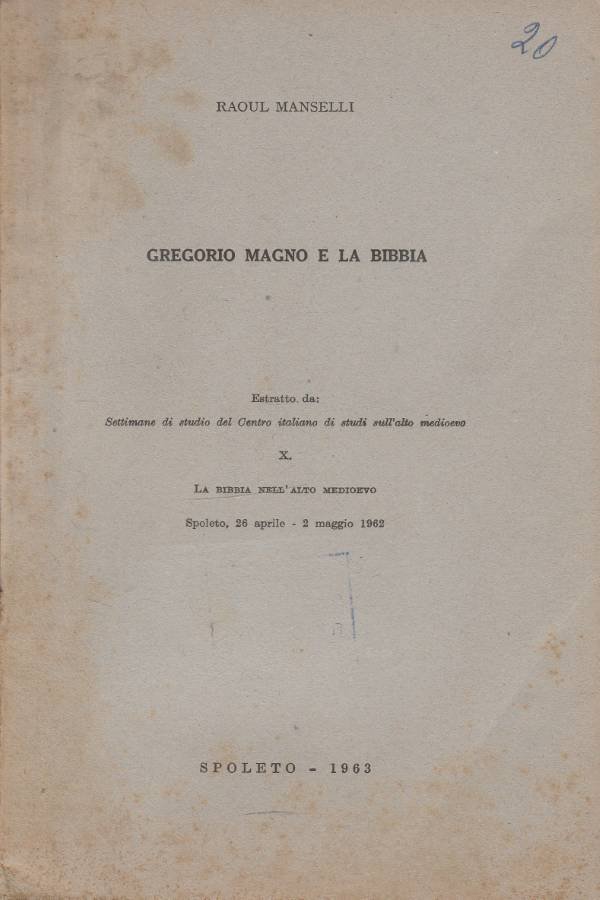 20
RAOUL MANSELLI
GREGORIO MAGNO E LA BIBBIA
Estratto da:
Settimane di studio del Centro italiano di studi sull'alto medioevo
X.
LA BIBBIA NELL'ALTO MEDIOEVO
Spoleto, 26 aprile - 2 maggio 1962
SPOLETO - 1963